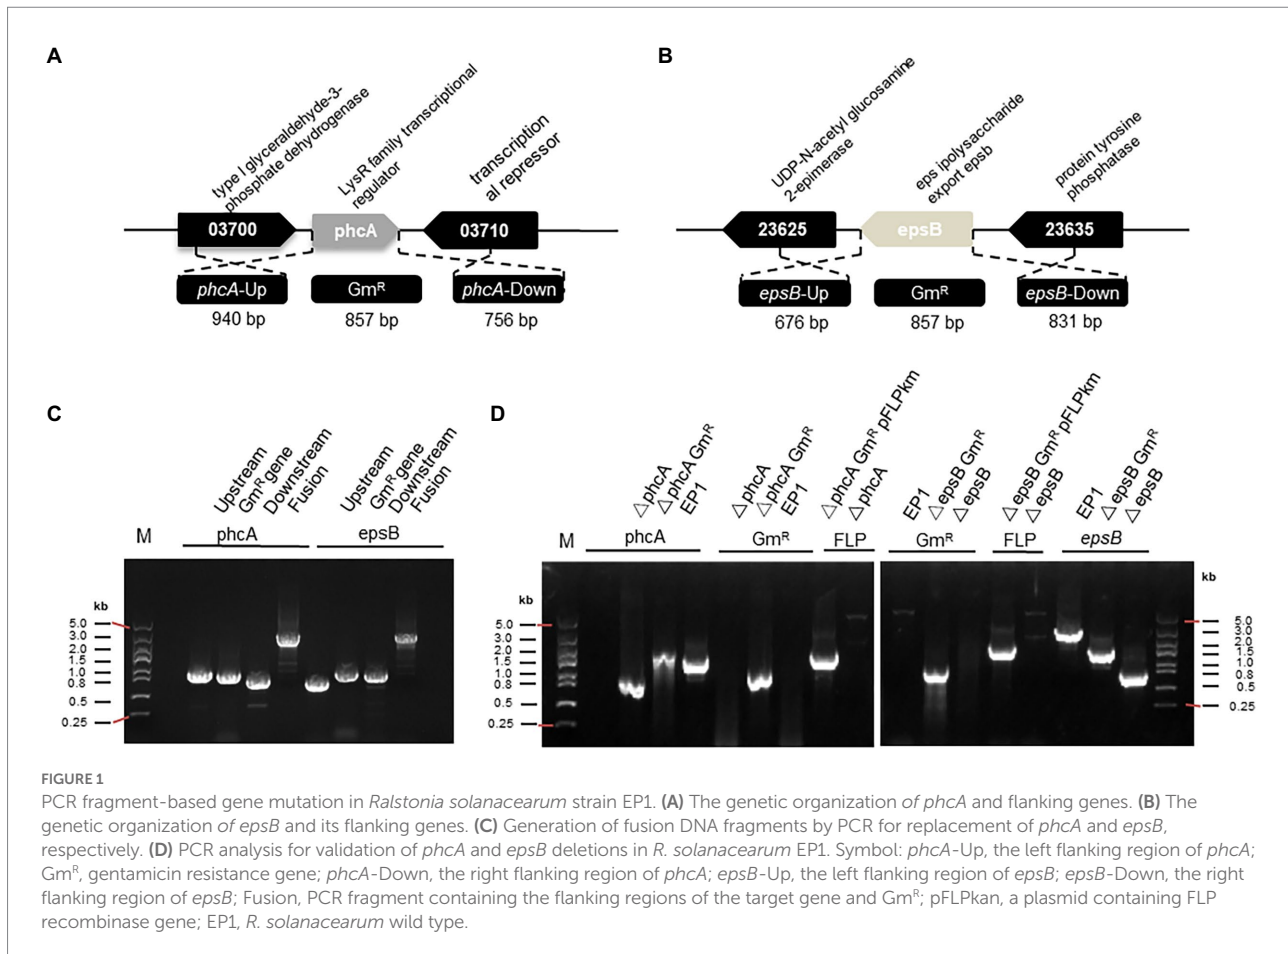 A
type I glyceraldehyde-3-
phosphate dehydrogenase
LysR family transcriptional
regulator
transcription
al repressor
03700
phcA
03710
phcA-Up
GmR
phcA-Down
940 bp
857 bp
756 bp
B
UDP-N-acetyl glucosamine
2-epimerase
eps ipolysaccharide
export epsb
protein tyrosine
phosphatase
23625
epsB
23635
epsB-Up
GmR
epsB-Down
676 bp
857 bp
831 bp
C
Upstream
GmR gene
Downstream
Fusion
Upstream
GmR gene
Downstream
Fusion
M
phcA
epsB
kb
5.0
3.0
2.0
1.5
1.0
0.8
0.5
0.25
D
△phcA
△phcA GmR
EP1
△phcA
△phcA GmR
EP1
△phcA GmR pFLPkm
△phcA
EP1
△epsB GmR
△epsB
△epsB GmR pFLPkm
△epsB
EP1
△epsB GmR
△epsB
M
phcA
GmR
FLP
GmR
FLP
epsB
kb
5.0
3.0
2.0
1.5
1.0
0.8
0.5
0.25
kb
5.0
3.0
2.0
1.5
1.0
0.8
0.5
0.25
FIGURE 1
PCR fragment-based gene mutation in Ralstonia solanacearum strain EP1. (A) The genetic organization of phcA and flanking genes. (B) The
genetic organization of epsB and its flanking genes. (C) Generation of fusion DNA fragments by PCR for replacement of phcA and epsB,
respectively. (D) PCR analysis for validation of phcA and epsB deletions in R. solanacearum EP1. Symbol: phcA-Up, the left flanking region of phcA;
GmR, gentamicin resistance gene; phcA-Down, the right flanking region of phcA; epsB-Up, the left flanking region of epsB; epsB-Down, the right
flanking region of epsB; Fusion, PCR fragment containing the flanking regions of the target gene and GmR; pFLPkan, a plasmid containing FLP
recombinase gene; EP1, R. solanacearum wild type.